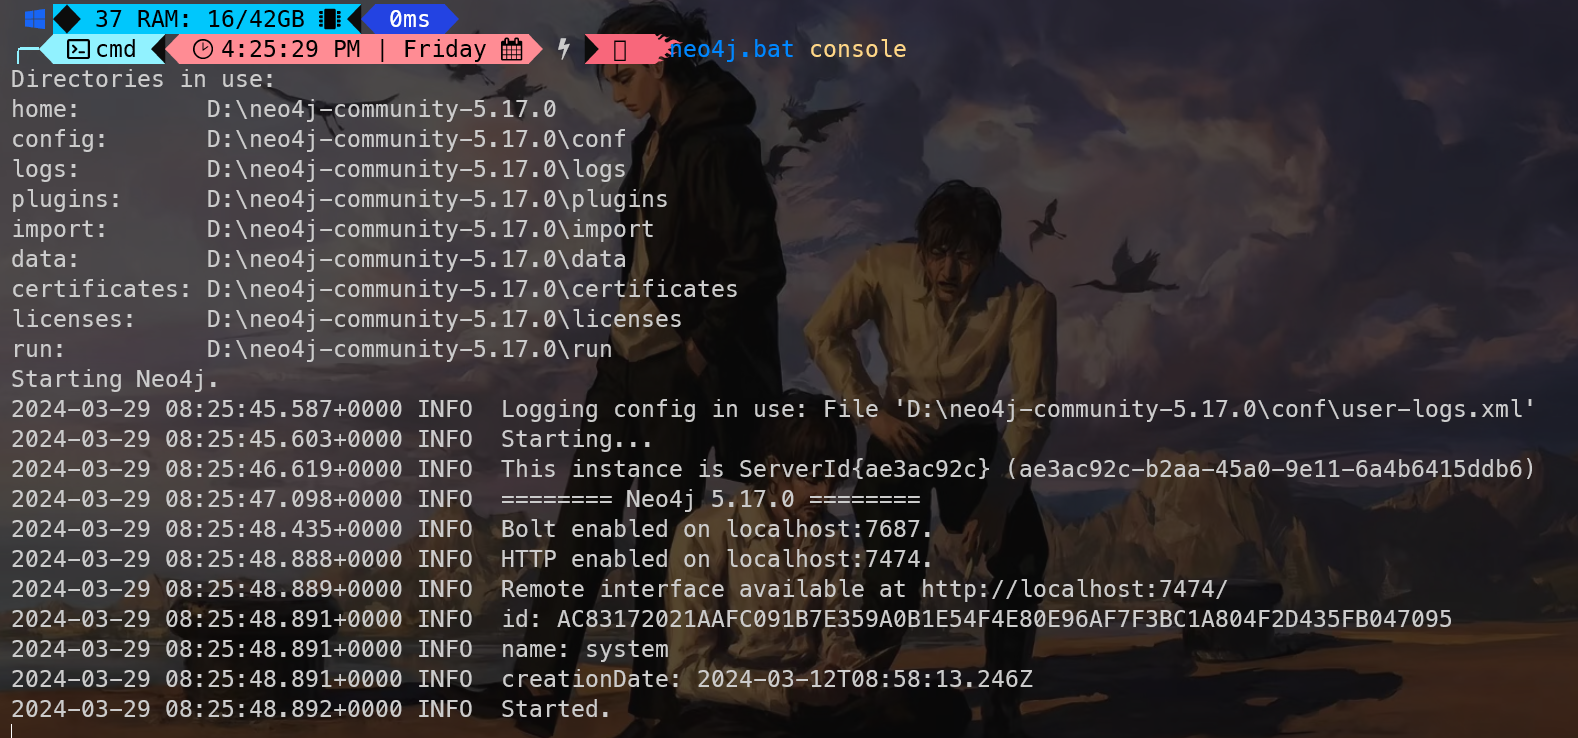 37 RAM: 16/42GB 0ms
cmd 4:25:29 PM | Friday neo4j.bat console
Directories in use:
home: D:\neo4j-community-5.17.0
config: D:\neo4j-community-5.17.0\conf
logs: D:\neo4j-community-5.17.0\logs
plugins: D:\neo4j-community-5.17.0\plugins
import: D:\neo4j-community-5.17.0\import
data: D:\neo4j-community-5.17.0\data
certificates: D:\neo4j-community-5.17.0\certificates
licenses: D:\neo4j-community-5.17.0\licenses
run: D:\neo4j-community-5.17.0\run
Starting Neo4j.
2024-03-29 08:25:45.587+0000 INFO Logging config in use: File 'D:\neo4j-community-5.17.0\conf\user-logs.xml'
2024-03-29 08:25:45.603+0000 INFO Starting...
2024-03-29 08:25:46.619+0000 INFO This instance is ServerId{ae3ac92c} (ae3ac92c-b2aa-45a0-9e11-6a4b6415ddb6)
2024-03-29 08:25:47.098+0000 INFO ======== Neo4j 5.17.0 ========
2024-03-29 08:25:48.435+0000 INFO Bolt enabled on localhost:7687.
2024-03-29 08:25:48.888+0000 INFO HTTP enabled on localhost:7474.
2024-03-29 08:25:48.889+0000 INFO Remote interface available at http://localhost:7474/
2024-03-29 08:25:48.891+0000 INFO id: AC83172021AAFC091B7E359A0B1E54F4E80E96AF7F3BC1A804F2D435FB047095
2024-03-29 08:25:48.891+0000 INFO name: system
2024-03-29 08:25:48.891+0000 INFO creationDate: 2024-03-12T08:58:13.246Z
2024-03-29 08:25:48.892+0000 INFO Started.